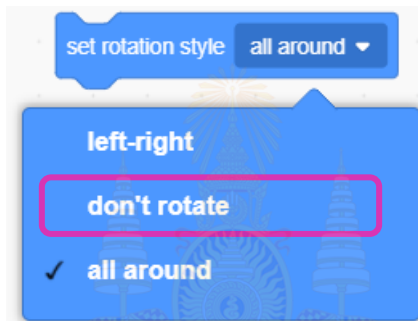 set rotation style all around
left-right
don't rotate
✓ all around